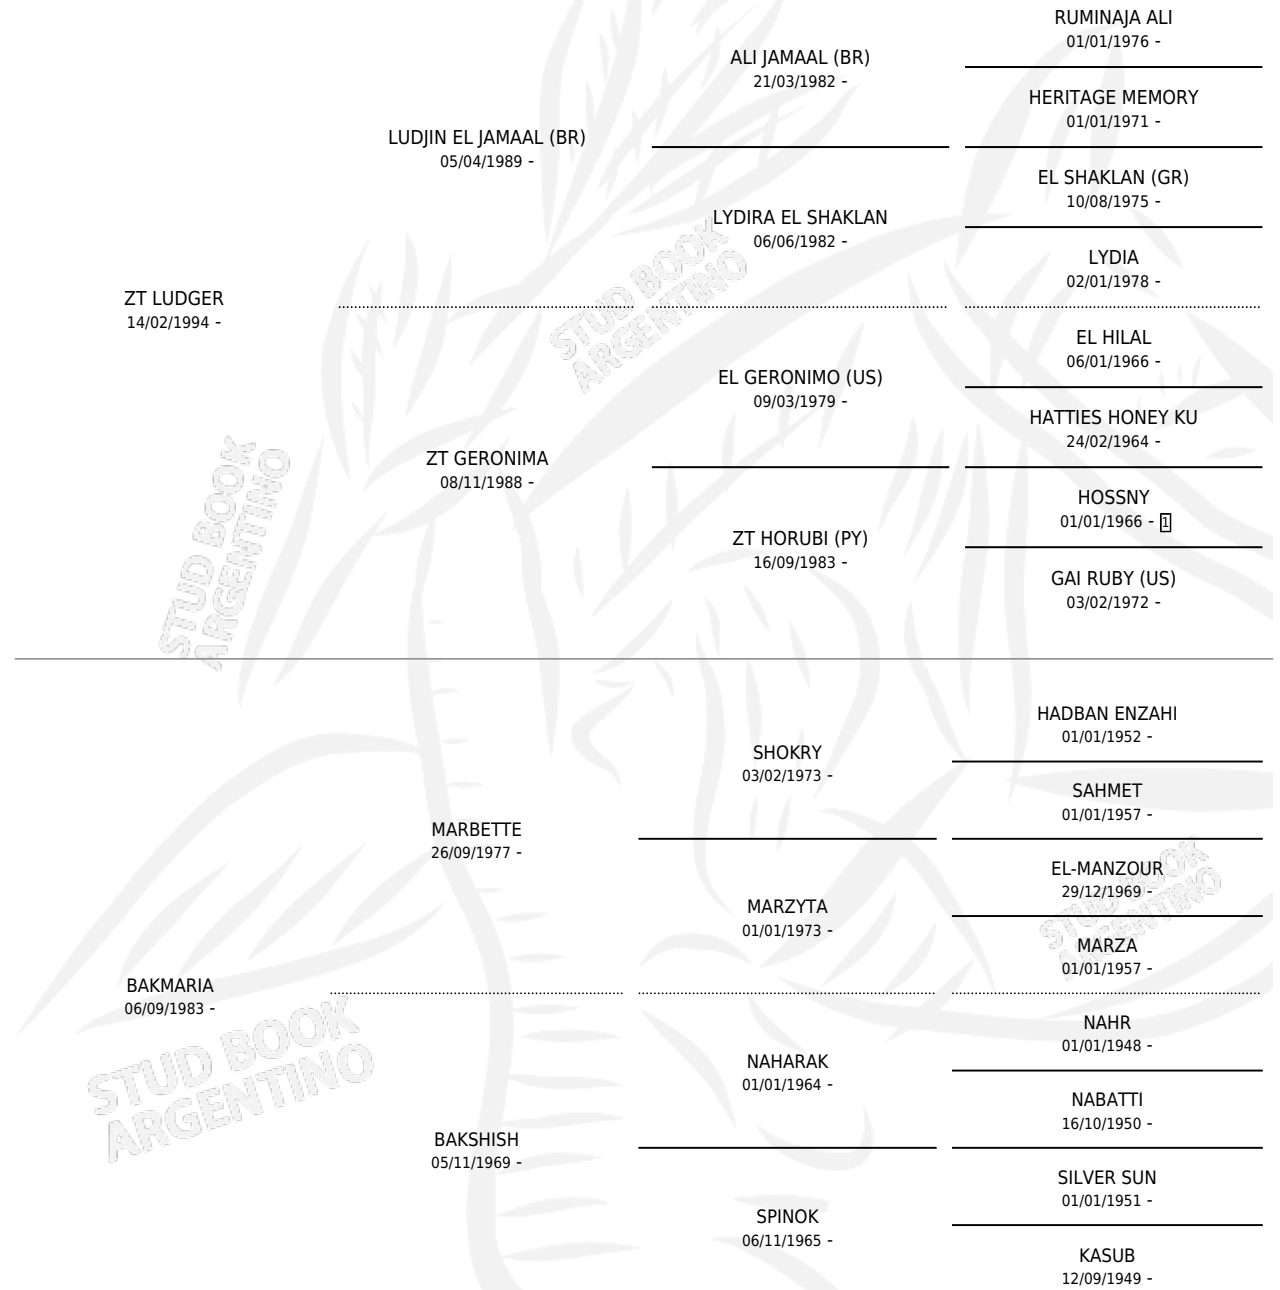 RUMINAJA ALI
01/01/1976 -
ALI JAMAAL (BR)
21/03/1982 -
HERITAGE MEMORY
01/01/1971 -
LUDJIN EL JAMAAL (BR)
05/04/1989 -
EL SHAKLAN (GR)
10/08/1975 -
LYDIRA EL SHAKLAN
06/06/1982 -
LYDIA
02/01/1978 -
ZT LUDGER
14/02/1994 -
EL HILAL
06/01/1966 -
EL GERONIMO (US)
09/03/1979 -
HATTIES HONEY KU
24/02/1964 -
ZT GERONIMA
08/11/1988 -
HOSSNY
01/01/1966 - 1
ZT HORUBI (PY)
16/09/1983 -
GAI RUBY (US)
03/02/1972 -
STUD BOOK
ARGENTINO
STUD BOOK
ARGENTINO
HADBAN ENZAHI
01/01/1952 -
SHOKRY
03/02/1973 -
SAHMET
01/01/1957 -
MARBETTE
26/09/1977 -
EL-MANZOUR
29/12/1969 -
MARZYTA
01/01/1973 -
MARZA
01/01/1957 -
BAKMARIA
06/09/1983 -
NAHR
01/01/1948 -
NAHARAK
01/01/1964 -
NABATTI
16/10/1950 -
BAKSHISH
05/11/1969 -
SILVER SUN
01/01/1951 -
SPINOK
06/11/1965 -
KASUB
12/09/1949 -
STUD BOOK
ARGENTINO
STUD BOOK
ARGENTINO